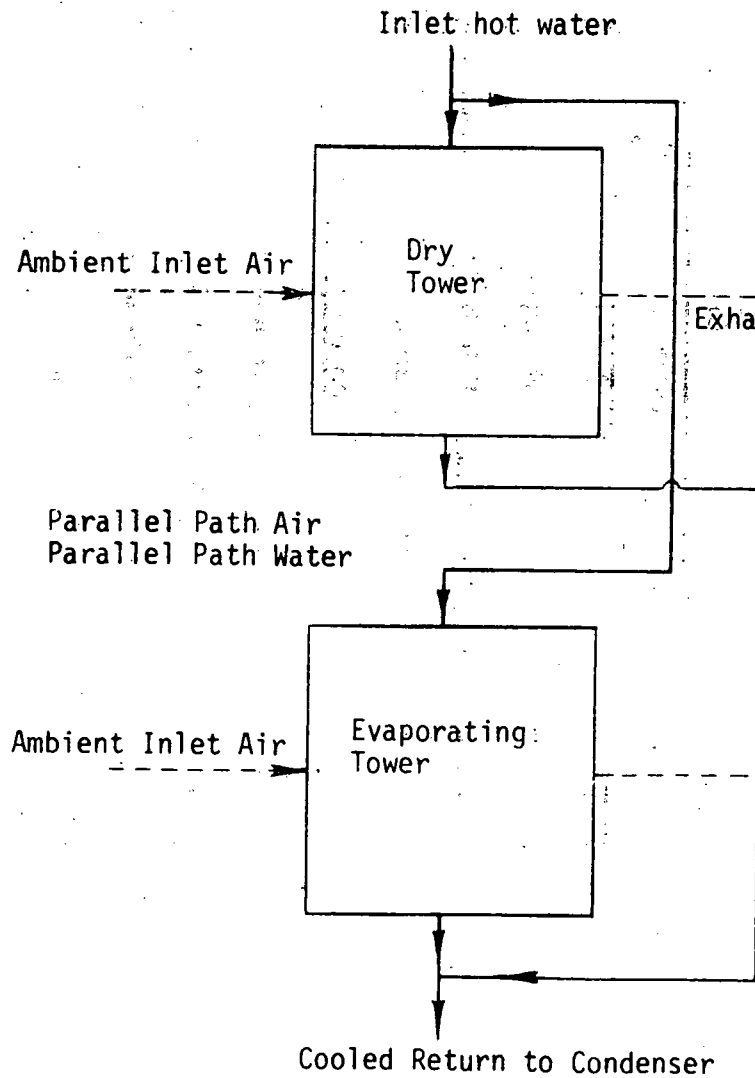 Inlet hot water
Dry
Tower
Ambient Inlet Air
Exha
Parallel Path Air
Parallel Path Water
Evaporating
Tower
Ambient Inlet Air
Cooled Return to Condenser